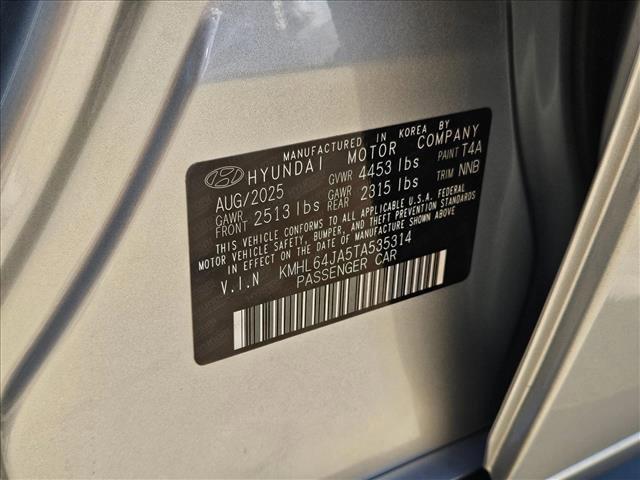 MANUFACTURED IN KOREA BY
HYUNDAI MOTOR COMPANY
AUG/2025 GVWR 4453 lbs PAINT T4A
GAWR FRONT 2513 lbs GAWR REAR 2315 lbs TRIM NNB
THIS VEHICLE CONFORMS TO ALL APPLICABLE U.S.A. FEDERAL
MOTOR VEHICLE SAFETY, BUMPER, AND THEFT PREVENTION STANDARDS
IN EFFECT ON THE DATE OF MANUFACTURE SHOWN ABOVE
V.I.N KMHL64JA5TA535314
PASSENGER CAR